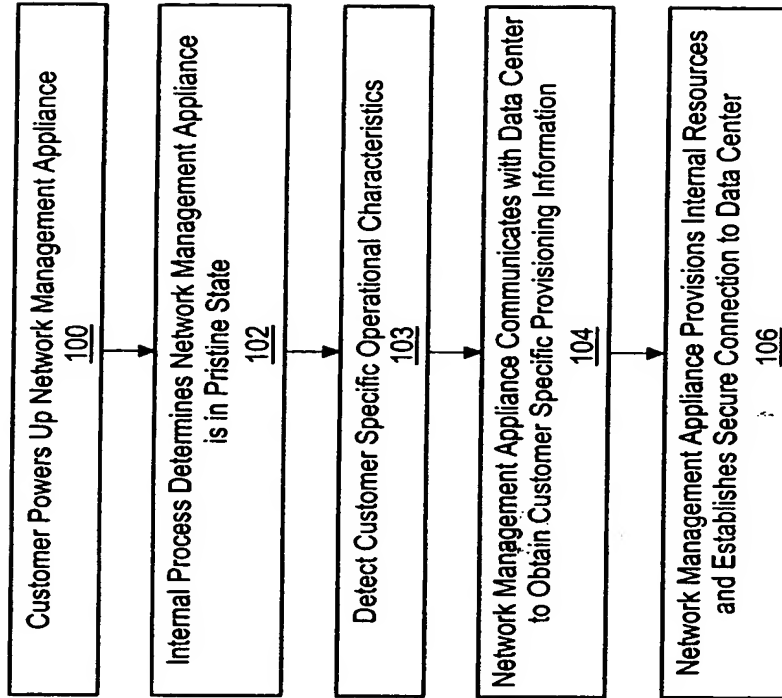 Customer Powers Up Network Management Appliance
100
Internal Process Determines Network Management Appliance
is in Pristine State
102
Detect Customer Specific Operational Characteristics
103
Network Management Appliance Communicates with Data Center
to Obtain Customer Specific Provisioning Information
104
Network Management Appliance Provisions Internal Resources
and Establishes Secure Connection to Data Center
106